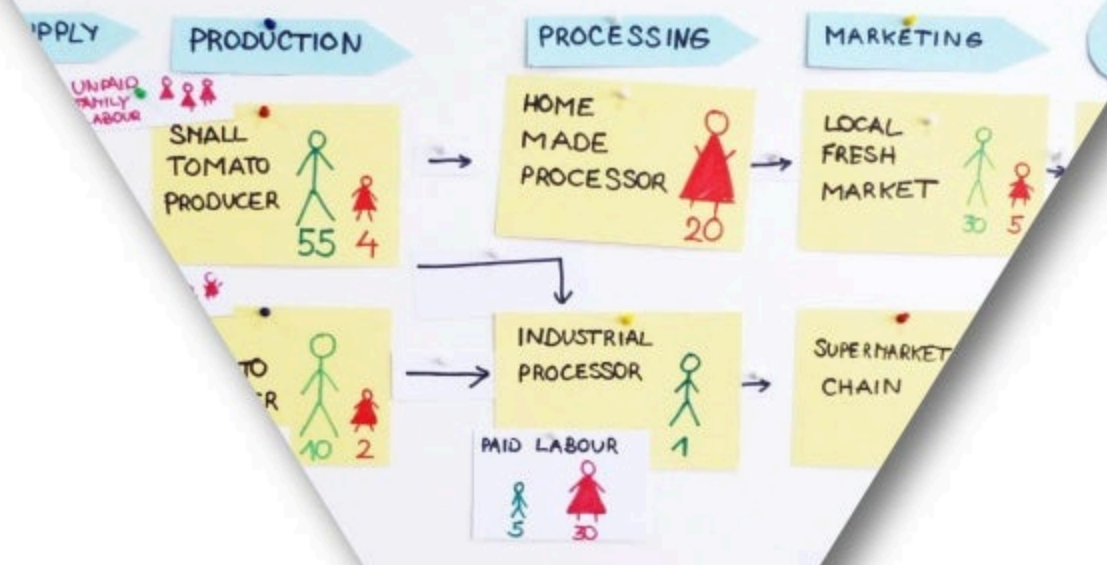 PPLY
PRODUCTION
PROCESSING
MARKETING
UNPAID
FAMILY
LABOUR
SMALL
TOMATO
PRODUCER
55 4
HOME
MADE
PROCESSOR
20
LOCAL
FRESH
MARKET
30 5
TO
ER
10 2
INDUSTRIAL
PROCESSOR
1
PAID LABOUR
5 30
SUPERMARKET
CHAIN